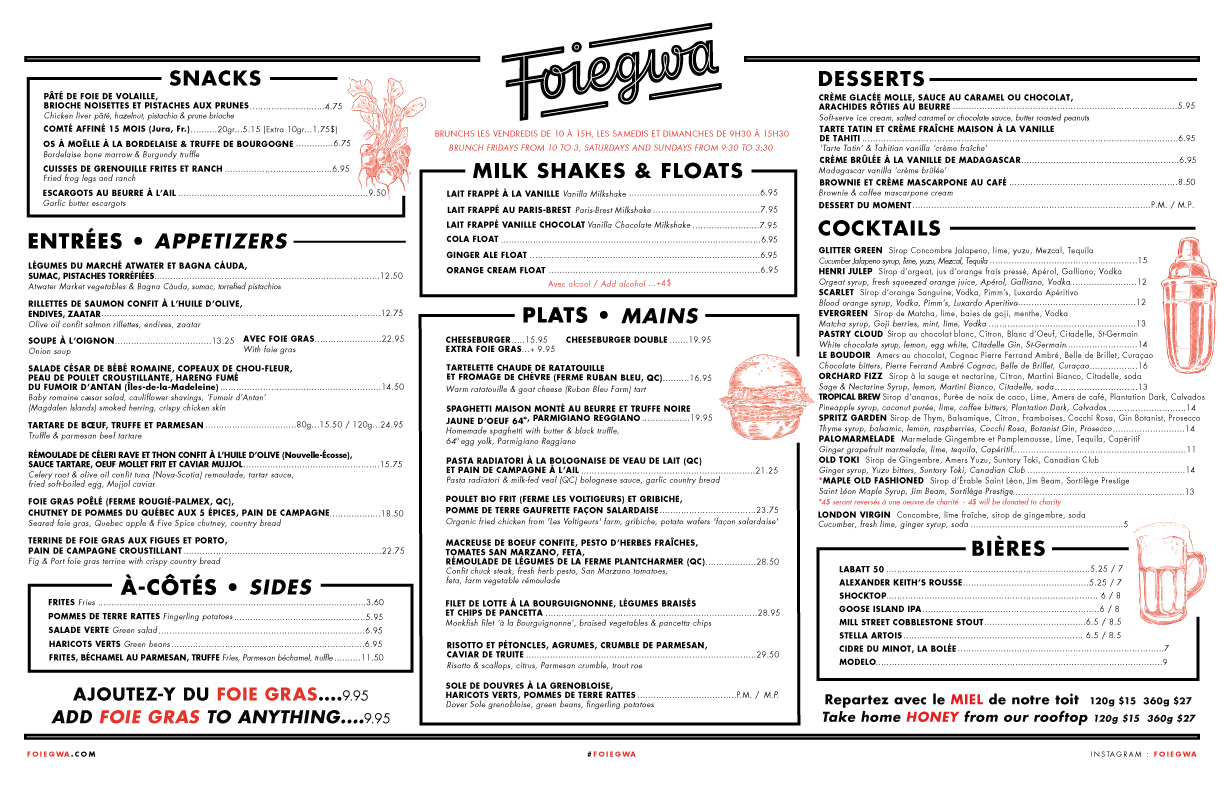 Foiegwa
BRUNCHS LES VENDREDIS DE 10 À 15H, LES SAMEDIS ET DIMANCHES DE 9H30 À 15H30
BRUNCH FRIDAYS FROM 10 TO 3, SATURDAYS AND SUNDAYS FROM 9:30 TO 3:30
SNACKS
PÂTÉ DE FOIE DE VOLAILLE,
BRIOCHE NOISETTES ET PISTACHES AUX PRUNES...4.75
Chicken liver pâté, hazelnut, pistachio & prune brioche
COMTÉ AFFINÉ 15 MOIS (Jura, Fr.)...20gr...5.15 (Extra 10gr...1.75$)
OS À MOËLLE À LA BORDELAISE & TRUFFE DE BOURGOGNE ...6.75
Bordelaise bone marrow & Burgundy truffle
CUISSES DE GRENOUILLE FRITES ET RANCH ...6.95
Fried frog legs and ranch
ESCARGOTS AU BEURRE À L'AIL ...9.50
Garlic butter escargots
ENTRÉES • APPETIZERS
LÉGUMES DU MARCHÉ ATWATER ET BAGNA CÀUDA,
SUMAC, PISTACHES TORRÉFIÉES...12.50
Atwater Market vegetables & Bagna Càuda, sumac, torrefied pistachios
RILLETTES DE SAUMON CONFIT À L'HUILE D'OLIVE,
ENDIVES, ZAATAR...12.75
Olive oil confit salmon rillettes, endives, zaatar
SOUPE À L'OIGNON...13.25 AVEC FOIE GRAS...22.95
Onion soup With foie gras
SALADE CÉSAR DE BÉBÉ ROMAINE, COPEAUX DE CHOU-FLEUR,
PEAU DE POULET CROUSTILLANTE, HARENG FUMÉ
DU FUMOIR D'ANTAN (Îles-de-la-Madeleine) ...14.50
Baby romaine cæsar salad, cauliflower shavings, 'Fumoir d'Antan'
(Magdalen Islands) smoked herring, crispy chicken skin
TARTARE DE BŒUF, TRUFFE ET PARMESAN ...80g...15.50 / 120g...24.95
Truffle & parmesan beef tartare
RÉMOULADE DE CÉLERI RAVE ET THON CONFIT À L'HUILE D'OLIVE (Nouvelle-Écosse),
SAUCE TARTARE, OEUF MOLLET FRIT ET CAVIAR MUJJOL...15.75
Celery root & olive oil confit tuna (Nova-Scotia) remoulade, tartar sauce,
fried soft-boiled egg, Mujjol caviar
FOIE GRAS POÊLÉ (FERME ROUGIÉ-PALMEX, QC),
CHUTNEY DE POMMES DU QUÉBEC AUX 5 ÉPICES, PAIN DE CAMPAGNE...18.50
Seared foie gras, Quebec apple & Five Spice chutney, country bread
TERRINE DE FOIE GRAS AUX FIGUES ET PORTO,
PAIN DE CAMPAGNE CROUSTILLANT ...22.75
Fig & Port foie gras terrine with crispy country bread
À-CÔTÉS • SIDES
FRITES Fries ...3.60
POMMES DE TERRE RATTES Fingerling potatoes ...5.95
SALADE VERTE Green salad...6.95
HARICOTS VERTS Green beans...6.95
FRITES, BÉCHAMEL AU PARMESAN, TRUFFE Fries, Parmesan béchamel, truffle...11.50
AJOUTEZ-Y DU FOIE GRAS....9.95
ADD FOIE GRAS TO ANYTHING....9.95
MILK SHAKES & FLOATS
LAIT FRAPPÉ À LA VANILLE Vanilla Milkshake ...6.95
LAIT FRAPPÉ AU PARIS-BREST Paris-Brest Milkshake ...7.95
LAIT FRAPPÉ VANILLE CHOCOLAT Vanilla Chocolate Milkshake ...7.95
COLA FLOAT ...6.95
GINGER ALE FLOAT ...6.95
ORANGE CREAM FLOAT ...6.95
Avec alcool / Add alcohol ...+4$
PLATS • MAINS
CHEESEBURGER.....15.95 CHEESEBURGER DOUBLE ......19.95
EXTRA FOIE GRAS...+ 9.95
TARTELETTE CHAUDE DE RATATOUILLE
ET FROMAGE DE CHÈVRE (FERME RUBAN BLEU, QC)...16.95
Warm ratatouille & goat cheese (Ruban Bleu Farm) tart
SPAGHETTI MAISON MONTÉ AU BEURRE ET TRUFFE NOIRE
JAUNE D'OEUF 64°, PARMIGIANO REGGIANO ...19.95
Homemade spaghetti with butter & black truffle,
64° egg yolk, Parmigiano Reggiano
PASTA RADIATORI À LA BOLOGNAISE DE VEAU DE LAIT (QC)
ET PAIN DE CAMPAGNE À L'AIL ...21.25
Pasta radiatori & milk-fed veal (QC) bolognese sauce, garlic country bread
POULET BIO FRIT (FERME LES VOLTIGEURS) ET GRIBICHE,
POMME DE TERRE GAUFRETTE FAÇON SALARDAISE...23.75
Organic fried chicken from 'Les Voltigeurs' farm, gribiche, potato wafers 'façon salardaise'
MACREUSE DE BOEUF CONFITE, PESTO D'HERBES FRAÎCHES,
TOMATES SAN MARZANO, FETA,
RÉMOULADE DE LÉGUMES DE LA FERME PLANTCHARMER (QC)...28.50
Confit chuck steak, fresh herb pesto, San Marzano tomatoes,
feta, farm vegetable rémoulade
FILET DE LOTTE À LA BOURGUIGNONNE, LÉGUMES BRAISÉS
ET CHIPS DE PANCETTA ...28.95
Monkfish filet 'à la Bourguignonne', braised vegetables & pancetta chips
RISOTTO ET PÉTONCLES, AGRUMES, CRUMBLE DE PARMESAN,
CAVIAR DE TRUITE ...29.50
Risotto & scallops, citrus, Parmesan crumble, trout roe
SOLE DE DOUVRES À LA GRENOBLOISE,
HARICOTS VERTS, POMMES DE TERRE RATTES ...P.M. / M.P.
Dover Sole grenobloise, green beans, fingerling potatoes
DESSERTS
CRÈME GLACÉE MOLLE, SAUCE AU CARAMEL OU CHOCOLAT,
ARACHIDES RÔTIES AU BEURRE ...5.95
Soft-serve ice cream, salted caramel or chocolate sauce, butter roasted peanuts
TARTE TATIN ET CRÈME FRAÎCHE MAISON À LA VANILLE
DE TAHITI ...6.95
'Tarte Tatin' & Tahitian vanilla 'crème fraîche'
CRÈME BRÛLÉE À LA VANILLE DE MADAGASCAR...6.95
Madagascar vanilla 'crème brûlée'
BROWNIE ET CRÈME MASCARPONE AU CAFÉ ...8.50
Brownie & coffee mascarpone cream
DESSERT DU MOMENT...P.M. / M.P.
COCKTAILS
GLITTER GREEN Sirop Concombre Jalapeno, lime, yuzu, Mezcal, Tequila
Cucumber Jalapeno syrup, lime, yuzu, Mezcal, Tequila ...15
HENRI JULEP Sirop d'orgeat, jus d'orange frais pressé, Apérol, Galliano, Vodka
Orgeat syrup, fresh squeezed orange juice, Apérol, Galliano, Vodka...12
SCARLET Sirop d'orange Sanguine, Vodka, Pimm's, Luxardo Apéritivo
Blood orange syrup, Vodka, Pimm's, Luxardo Aperitivo...12
EVERGREEN Sirop de Matcha, lime, baies de goji, menthe, Vodka
Matcha syrup, Goji berries, mint, lime, Vodka ...13
PASTRY CLOUD Sirop au chocolat blanc, Citron, Blanc d'Oeuf, Citadelle, St-Germain
White chocolate syrup, lemon, egg white, Citadelle Gin, St-Germain...14
LE BOUDOIR Amers au chocolat, Cognac Pierre Ferrand Ambré, Belle de Brillet, Curaçao
Chocolate bitters, Pierre Ferrand Ambré Cognac, Belle de Brillet, Curaçao...16
ORCHARD FIZZ Sirop à la sauge et nectarine, Citron, Martini Bianco, Citadelle, soda
Sage & Nectarine Syrup, lemon, Martini Bianco, Citadelle, soda...13
TROPICAL BREW Sirop d'ananas, Purée de noix de coco, Lime, Amers de café, Plantation Dark, Calvados
Pineapple syrup, coconut purée, lime, coffee bitters, Plantation Dark, Calvados...14
SPRITZ GARDEN Sirop de Thym, Balsamique, Citron, Framboises, Cocchi Rosa, Gin Botanist, Prosecco
Thyme syrup, balsamic, lemon, raspberries, Cocchi Rosa, Botanist Gin, Prosecco...14
PALOMARMELADE Marmelade Gingembre et Pamplemousse, Lime, Tequila, Capéritif
Ginger grapefruit marmelade, lime, tequila, Capéritif...11
OLD TOKI Sirop de Gingembre, Amers Yuzu, Suntory Toki, Canadian Club
Ginger syrup, Yuzu bitters, Suntory Toki, Canadian Club ...14
*MAPLE OLD FASHIONED Sirop d'Érable Saint Léon, Jim Beam, Sortilège Prestige
Saint Léon Maple Syrup, Jim Beam, Sortilège Prestige...13
*4$ seront reversés à une oeuvre de charité – 4$ will be donated to charity
LONDON VIRGIN Concombre, lime fraîche, sirop de gingembre, soda
Cucumber, fresh lime, ginger syrup, soda ...5
BIÈRES
LABATT 50 ...5.25 / 7
ALEXANDER KEITH'S ROUSSE...5.25 / 7
SHOCKTOP... 6 / 8
GOOSE ISLAND IPA...6 / 8
MILL STREET COBBLESTONE STOUT...6.5 / 8.5
STELLA ARTOIS... 6.5 / 8.5
CIDRE DU MINOT, LA BOLÉE...7
MODELO...9
Repartez avec le MIEL de notre toit 120g $15 360g $27
Take home HONEY from our rooftop 120g $15 360g $27
FOIEGWA.COM
#FOIEGWA
INSTAGRAM : FOIEGWA